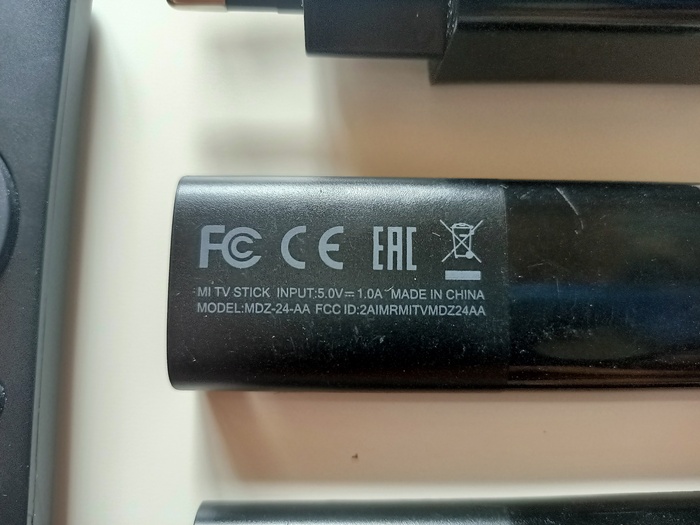 FC CE EAC
MI TV STICK INPUT:5.0V⎓1.0A MADE IN CHINA
MODEL:MDZ-24-AA FCC ID:2AIMRMITVMDZ24AA